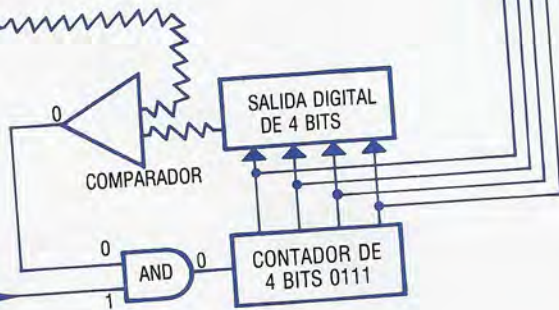 0
SALIDA DIGITAL
DE 4 BITS
COMPARADOR
0
AND
0
1
CONTADOR DE
4 BITS 0111